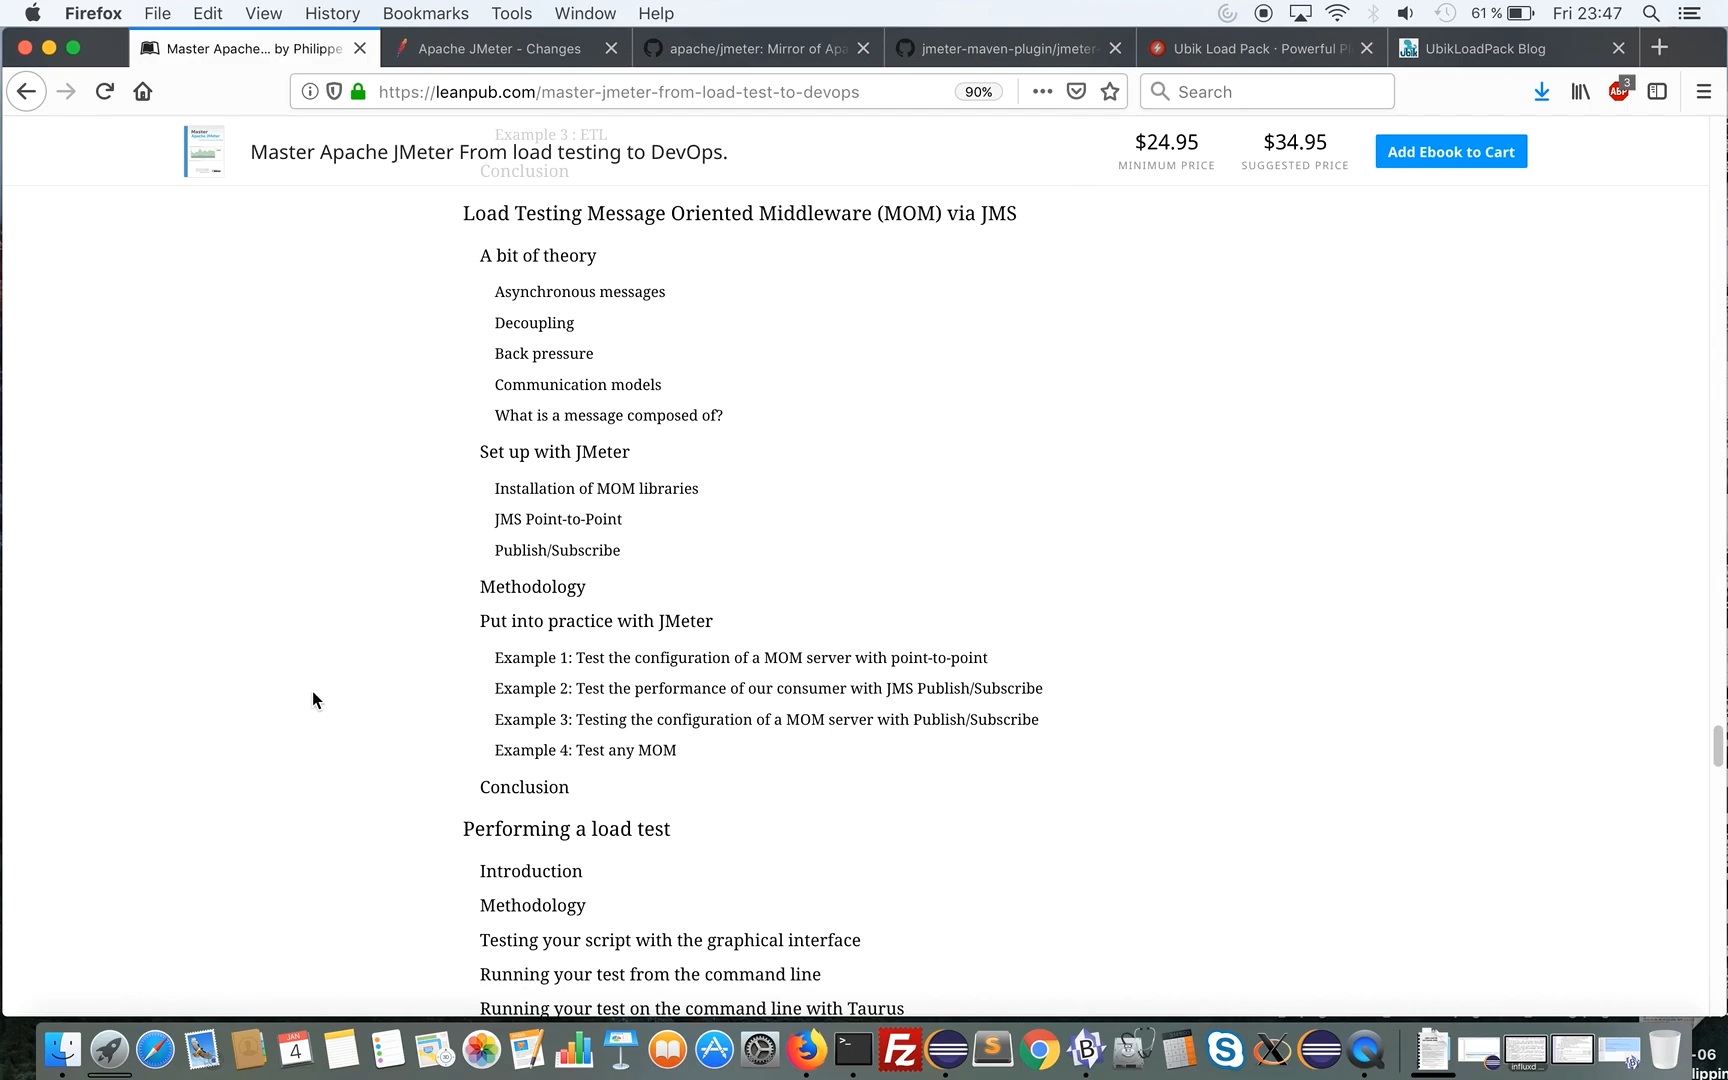 Firefox File Edit View History Bookmarks Tools Window Help 61 % Fri 23:47
Master Apache... by Philippe Apache JMeter - Changes apache/jmeter: Mirror of Apa jmeter-maven-plugin/jmeter- Ubik Load Pack · Powerful Pl UbikLoadPack Blog
https://leanpub.com/master-jmeter-from-load-test-to-devops 90% Search ABP 3
Example 3 : ETL
Master Apache JMeter From load testing to DevOps.
Conclusion
$24.95 $34.95
MINIMUM PRICE SUGGESTED PRICE
Add Ebook to Cart
Load Testing Message Oriented Middleware (MOM) via JMS
A bit of theory
Asynchronous messages
Decoupling
Back pressure
Communication models
What is a message composed of?
Set up with JMeter
Installation of MOM libraries
JMS Point-to-Point
Publish/Subscribe
Methodology
Put into practice with JMeter
Example 1: Test the configuration of a MOM server with point-to-point
Example 2: Test the performance of our consumer with JMS Publish/Subscribe
Example 3: Testing the configuration of a MOM server with Publish/Subscribe
Example 4: Test any MOM
Conclusion
Performing a load test
Introduction
Methodology
Testing your script with the graphical interface
Running your test from the command line
Running your test on the command line with Taurus
JAN
4
-06
lippin